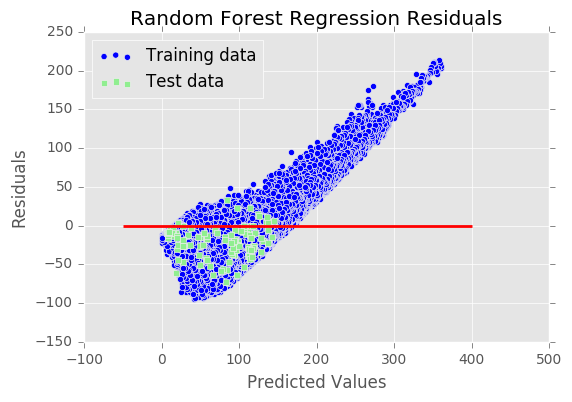 Random Forest Regression Residuals
250
200
150
100
50
0
−50
−100
−150
Residuals
Training data
Test data
−100 0 100 200 300 400 500
Predicted Values